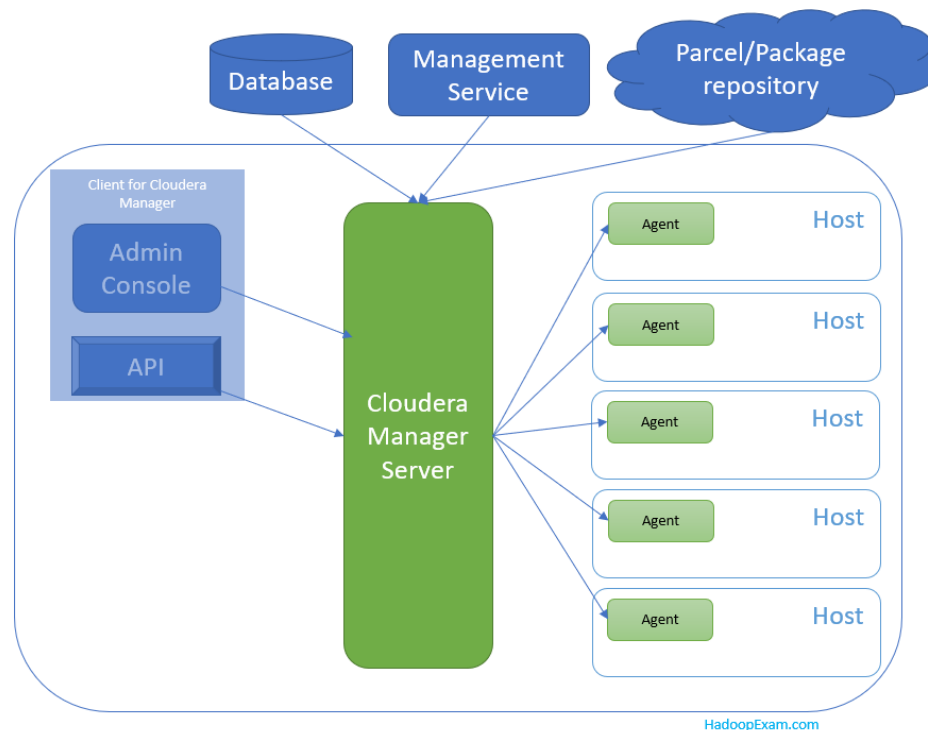 Database
Management
Service
Parcel/Package
repository
Client for Cloudera
Manager
Admin
Console
API
Cloudera
Manager
Server
Agent
Host
Agent
Host
Agent
Host
Agent
Host
Agent
Host
HadoopExam.com